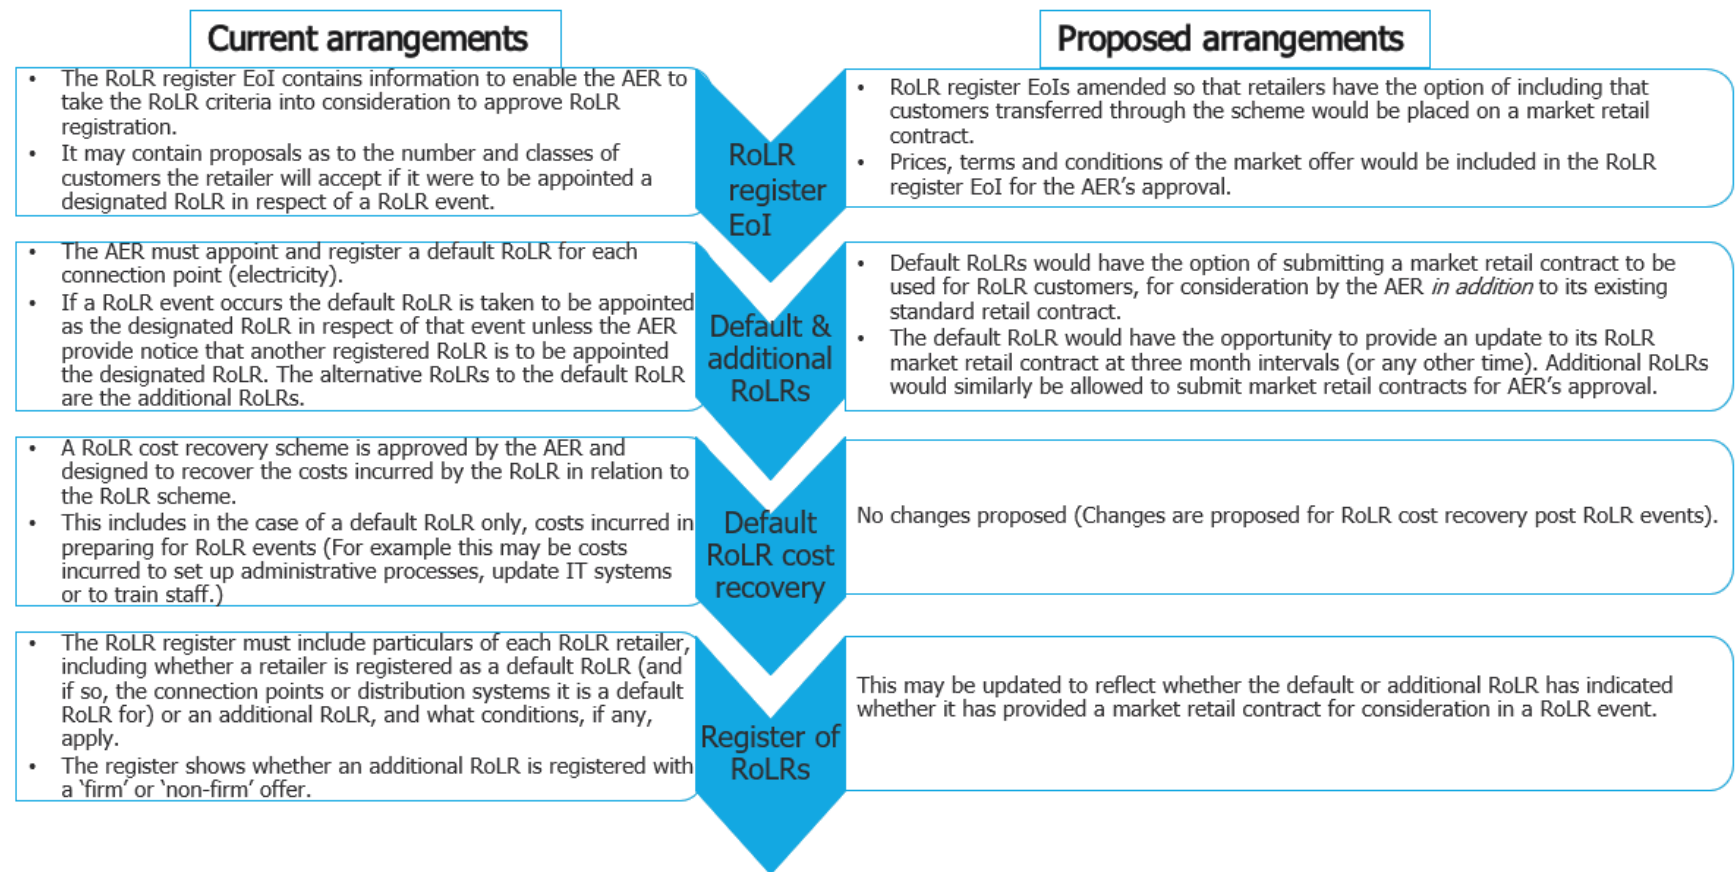 Current arrangements
Proposed arrangements
• The RoLR register EoI contains information to enable the AER to
take the RoLR criteria into consideration to approve RoLR
registration.
• It may contain proposals as to the number and classes of
customers the retailer will accept if it were to be appointed a
designated RoLR in respect of a RoLR event.
RoLR
register
EoI
• RoLR register EoIs amended so that retailers have the option of including that
customers transferred through the scheme would be placed on a market retail
contract.
• Prices, terms and conditions of the market offer would be included in the RoLR
register EoI for the AER’s approval.
• The AER must appoint and register a default RoLR for each
connection point (electricity).
• If a RoLR event occurs the default RoLR is taken to be appointed
as the designated RoLR in respect of that event unless the AER
provide notice that another registered RoLR is to be appointed
the designated RoLR. The alternative RoLRs to the default RoLR
are the additional RoLRs.
Default &
additional
RoLRs
• Default RoLRs would have the option of submitting a market retail contract to be
used for RoLR customers, for consideration by the AER in addition to its existing
standard retail contract.
• The default RoLR would have the opportunity to provide an update to its RoLR
market retail contract at three month intervals (or any other time). Additional RoLRs
would similarly be allowed to submit market retail contracts for AER’s approval.
• A RoLR cost recovery scheme is approved by the AER and
designed to recover the costs incurred by the RoLR in relation to
the RoLR scheme.
• This includes in the case of a default RoLR only, costs incurred in
preparing for RoLR events (For example this may be costs
incurred to set up administrative processes, update IT systems
or to train staff.)
Default
RoLR cost
recovery
No changes proposed (Changes are proposed for RoLR cost recovery post RoLR events).
• The RoLR register must include particulars of each RoLR retailer,
including whether a retailer is registered as a default RoLR (and
if so, the connection points or distribution systems it is a default
RoLR for) or an additional RoLR, and what conditions, if any,
apply.
• The register shows whether an additional RoLR is registered with
a ‘firm’ or ‘non-firm’ offer.
Register of
RoLRs
This may be updated to reflect whether the default or additional RoLR has indicated
whether it has provided a market retail contract for consideration in a RoLR event.